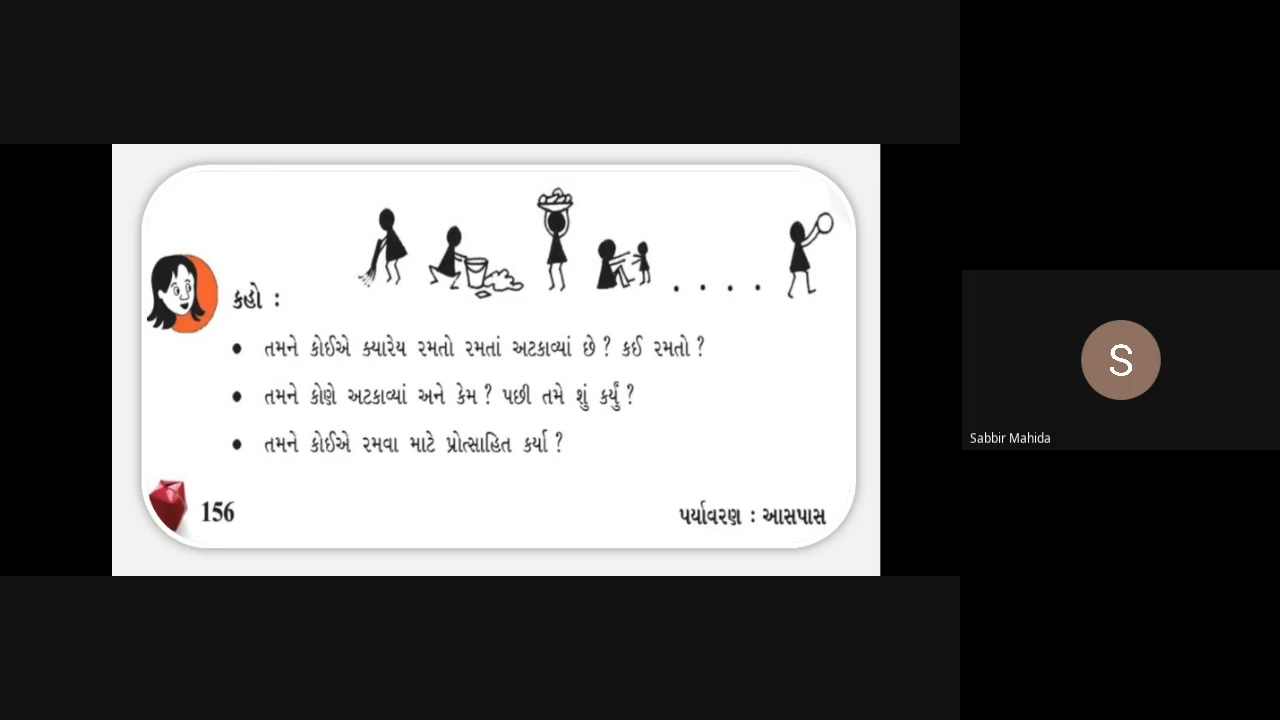 કહો :
• તમને કોઈએ ક્યારેય રમતો રમતાં અટકાવ્યાં છે ? કઈ રમતો ?
• તમને કોણે અટકાવ્યાં અને કેમ ? પછી તમે શું કર્યું ?
• તમને કોઈએ રમવા માટે પ્રોત્સાહિત કર્યા ?
156 પર્યાવરણ : આસપાસ
S
Sabbir Mahida